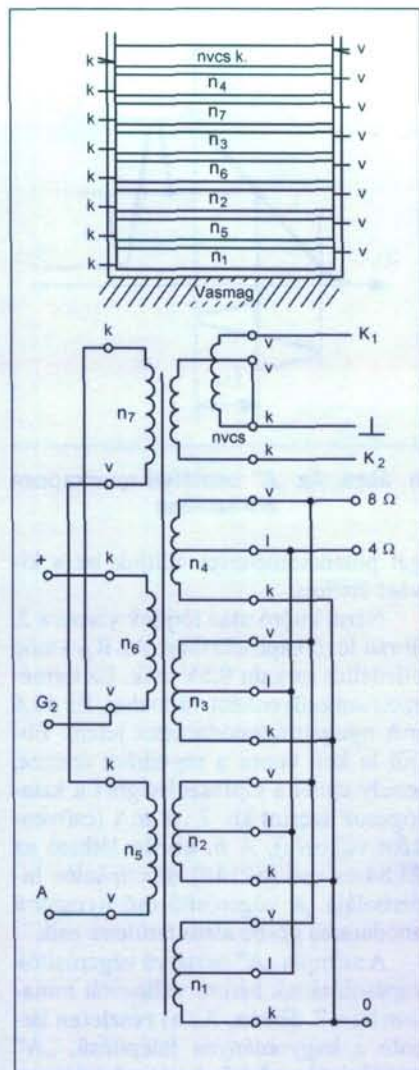 nvcs k. v
k n₄ v
k n₇ v
k n₃ v
k n₆ v
k n₂ v
k n₅ v
k n₁ v
Vasmag
k
v K₁
v
n₇
k
nvcs
k K₂
v
v 8 Ω
l 4 Ω
n₄
k
n₆ v
l
v n₃
G₂ k
v v
n₅ l
n₂
A k
v
l
n₁
k 0